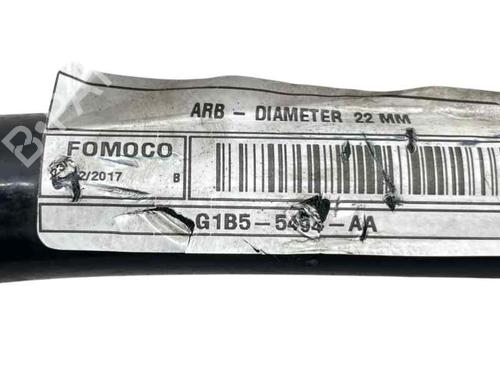 ARB - DIAMETER 22 MM
FOMOCO
2/2017 B
G1B5-5494-AA